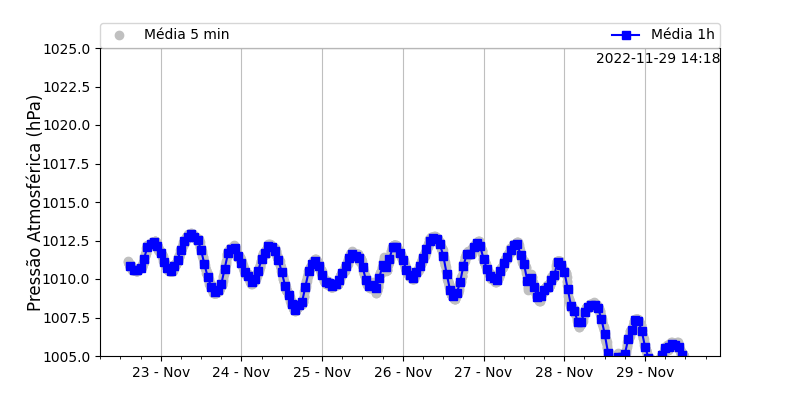 Média 5 min
Média 1h
2022-11-29 14:18
Pressão Atmosférica (hPa)
1025.0
1022.5
1020.0
1017.5
1015.0
1012.5
1010.0
1007.5
1005.0
23 - Nov
24 - Nov
25 - Nov
26 - Nov
27 - Nov
28 - Nov
29 - Nov